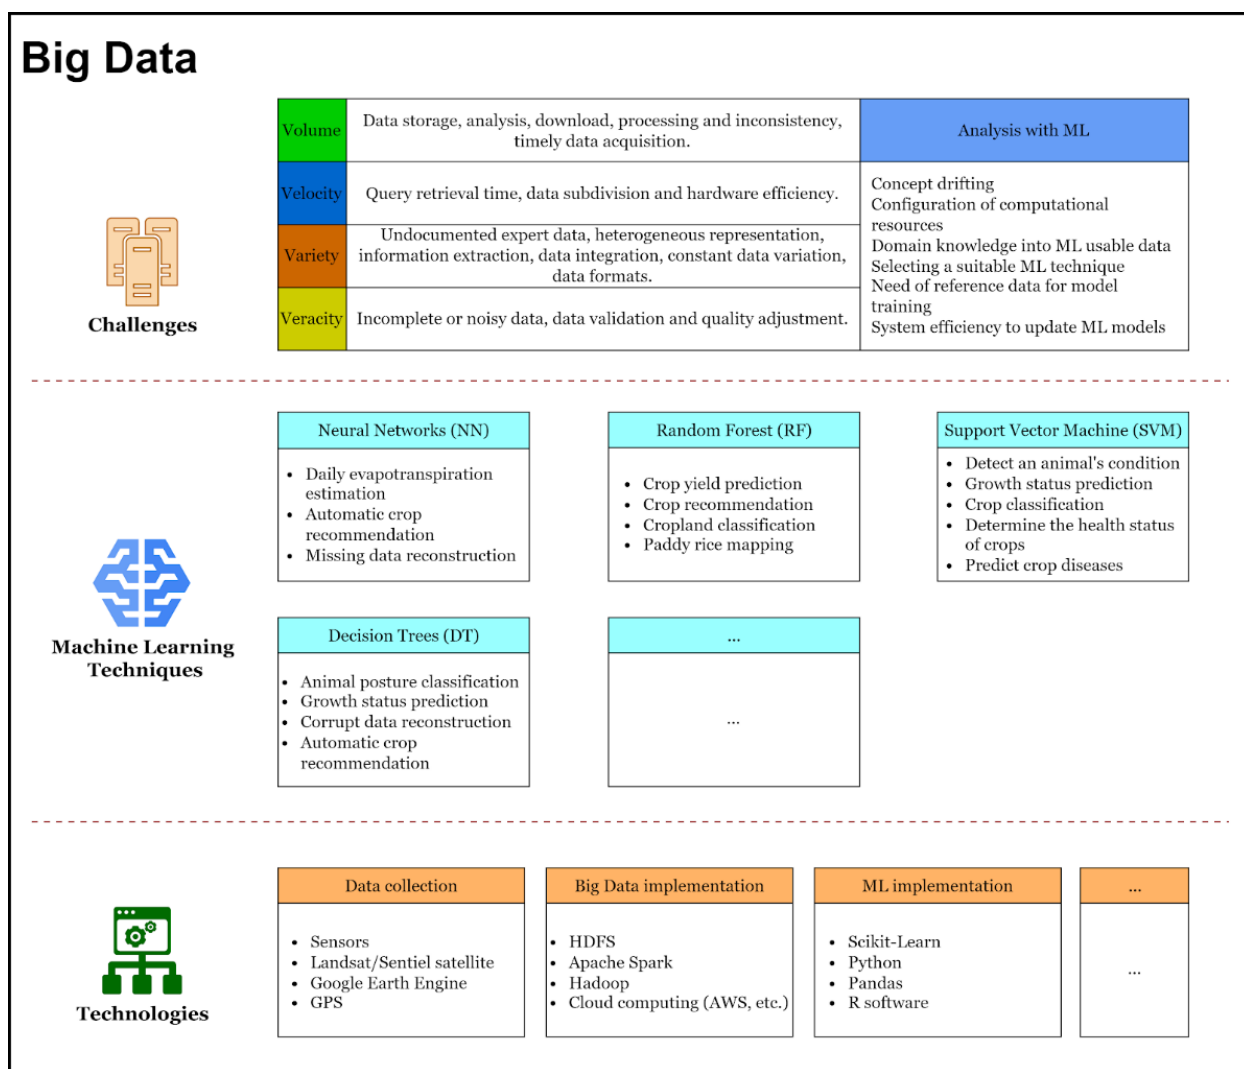 Big Data
Volume
Data storage, analysis, download, processing and inconsistency,
timely data acquisition.
Analysis with ML
Velocity
Query retrieval time, data subdivision and hardware efficiency.
Variety
Undocumented expert data, heterogeneous representation,
information extraction, data integration, constant data variation,
data formats.
Veracity
Incomplete or noisy data, data validation and quality adjustment.
Concept drifting
Configuration of computational
resources
Domain knowledge into ML usable data
Selecting a suitable ML technique
Need of reference data for model
training
System efficiency to update ML models
Challenges
Neural Networks (NN)
• Daily evapotranspiration
estimation
• Automatic crop
recommendation
• Missing data reconstruction
Random Forest (RF)
• Crop yield prediction
• Crop recommendation
• Cropland classification
• Paddy rice mapping
Support Vector Machine (SVM)
• Detect an animal's condition
• Growth status prediction
• Crop classification
• Determine the health status
of crops
• Predict crop diseases
Machine Learning
Techniques
Decision Trees (DT)
• Animal posture classification
• Growth status prediction
• Corrupt data reconstruction
• Automatic crop
recommendation
...
...
Technologies
Data collection
• Sensors
• Landsat/Sentiel satellite
• Google Earth Engine
• GPS
Big Data implementation
• HDFS
• Apache Spark
• Hadoop
• Cloud computing (AWS, etc.)
ML implementation
• Scikit-Learn
• Python
• Pandas
• R software
...
...